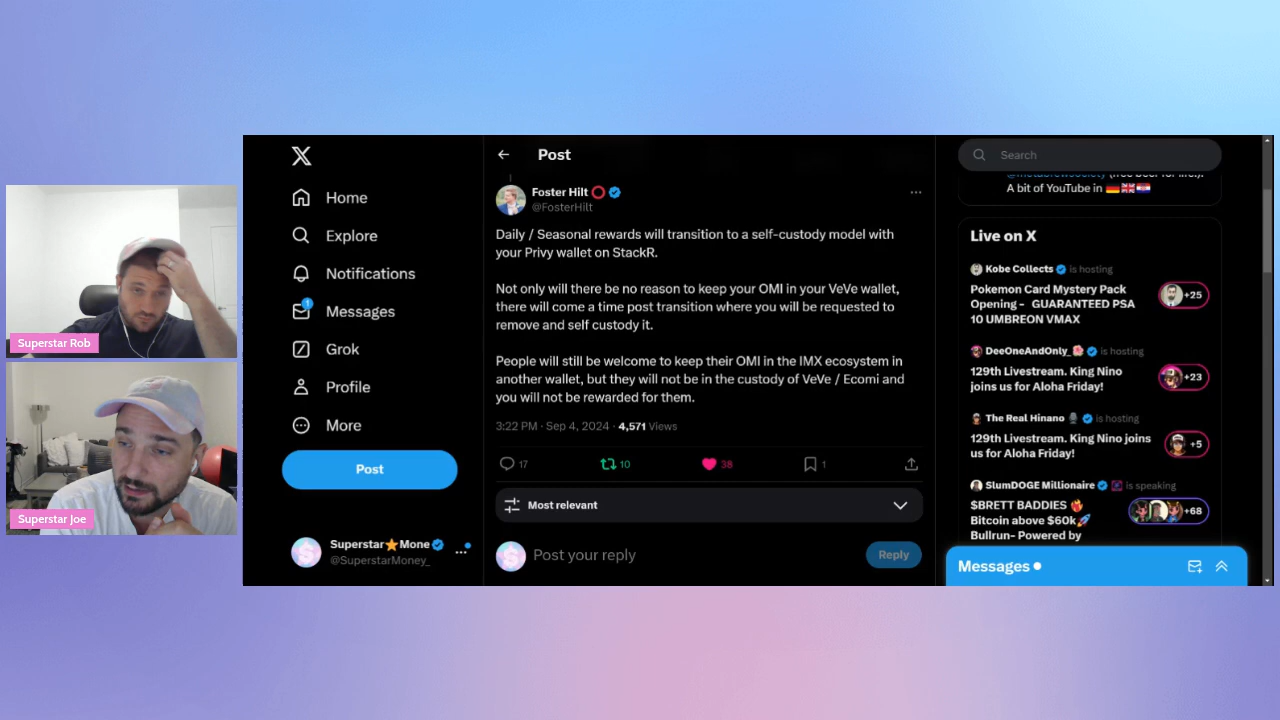 Superstar Rob
Superstar Joe
Home
Explore
Notifications
1
Messages
Grok
Profile
More
Post
Superstar⭐Mone
@SuperstarMoney_
Post
Foster Hilt
@FosterHilt
Daily / Seasonal rewards will transition to a self-custody model with
your Privy wallet on StackR.
Not only will there be no reason to keep your OMI in your VeVe wallet,
there will come a time post transition where you will be requested to
remove and self custody it.
People will still be welcome to keep their OMI in the IMX ecosystem in
another wallet, but they will not be in the custody of VeVe / Ecomi and
you will not be rewarded for them.
3:22 PM · Sep 4, 2024 · 4,571 Views
17 10 38 1
Most relevant
Post your reply
Reply
Search
A bit of YouTube in
Live on X
Kobe Collects is hosting
Pokemon Card Mystery Pack
Opening - GUARANTEED PSA
10 UMBREON VMAX
+25
DeeOneAndOnly_ is hosting
129th Livestream. King Nino
joins us for Aloha Friday!
+23
The Real Hinano is hosting
129th Livestream. King Nino joins
us for Aloha Friday!
+5
SlumDOGE Millionaire is speaking
$BRETT BADDIES
Bitcoin above $60k
Bullrun- Powered by
+68
Messages